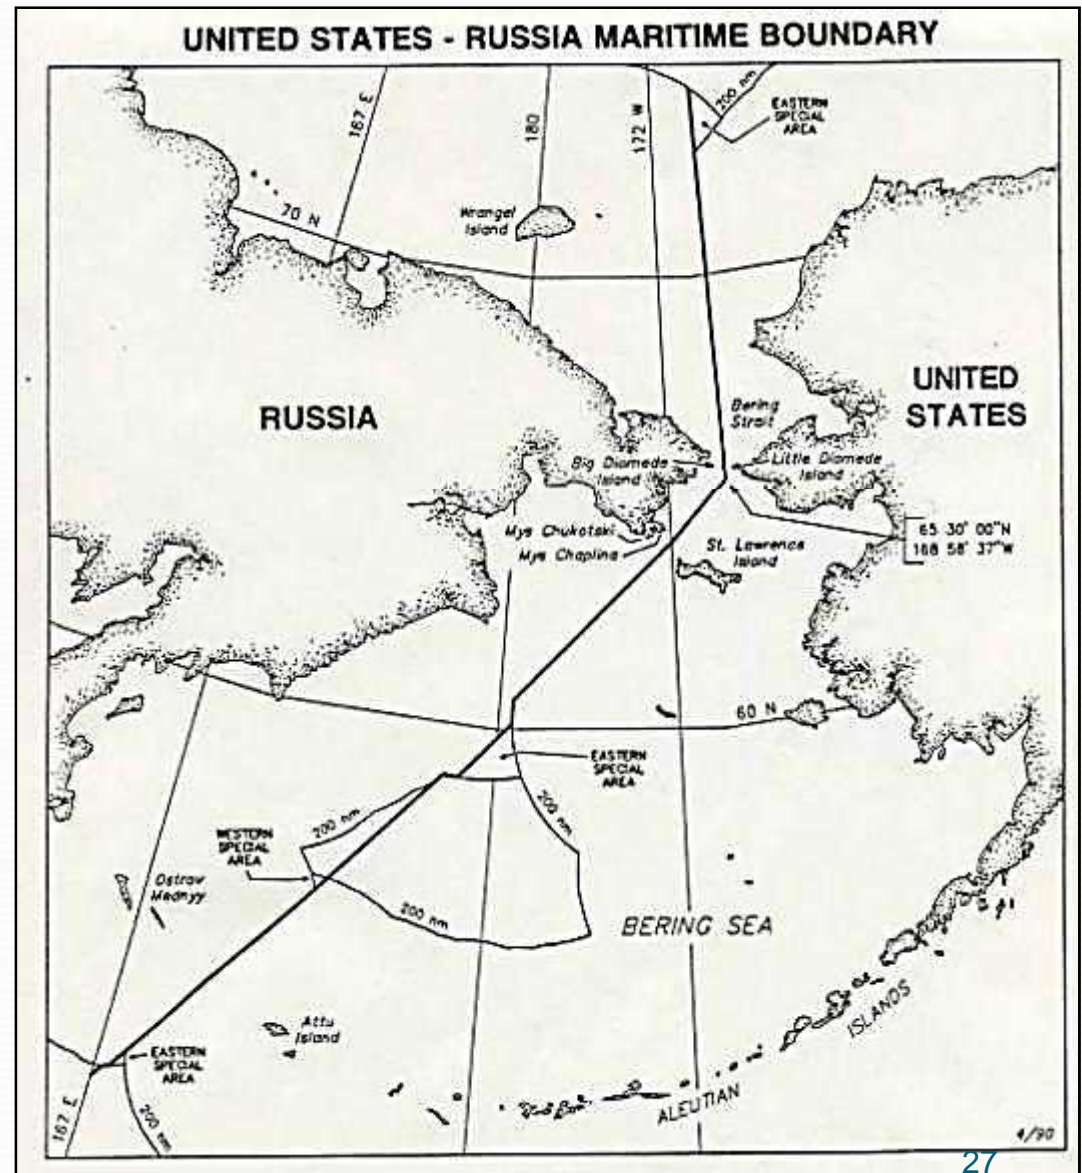 UNITED STATES - RUSSIA MARITIME BOUNDARY
167 E
180
172 W
200 nm
EASTERN
SPECIAL
AREA
70 N
Wrangel
Island
RUSSIA
UNITED
STATES
Bering
Strait
Big Diomede
Island
Little Diomede
Island
Mys Chukotski
Mys Chaplina
St. Lawrence
Island
65 30' 00"N
168 58' 37"W
60 N
EASTERN
SPECIAL
AREA
200 nm
200 nm
WESTERN
SPECIAL
AREA
Ostrov
Mednyy
200 nm
BERING SEA
Attu
Island
ALEUTIAN
ISLANDS
EASTERN
SPECIAL
AREA
167 E
200 nm
4/90
27